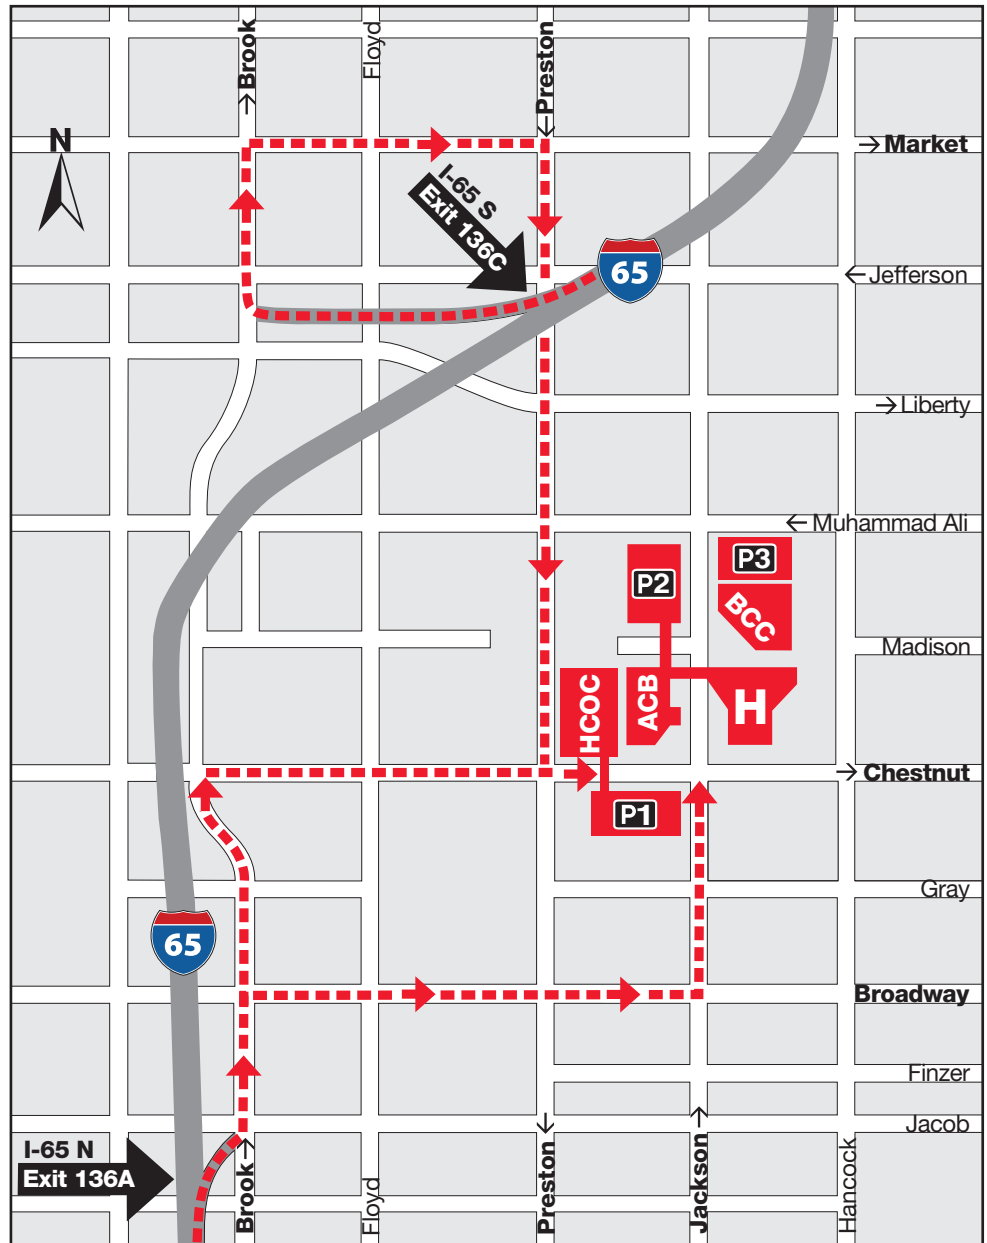 Brook
Floyd
Preston
N
Market
I-65 S
Exit 136C
65
Jefferson
Liberty
Muhammad Ali
P2
P3
BCC
Madison
HCOC
ACB
H
Chestnut
P1
Gray
65
Broadway
Finzer
Jacob
I-65 N
Exit 136A
Brook
Floyd
Preston
Jackson
Hancock